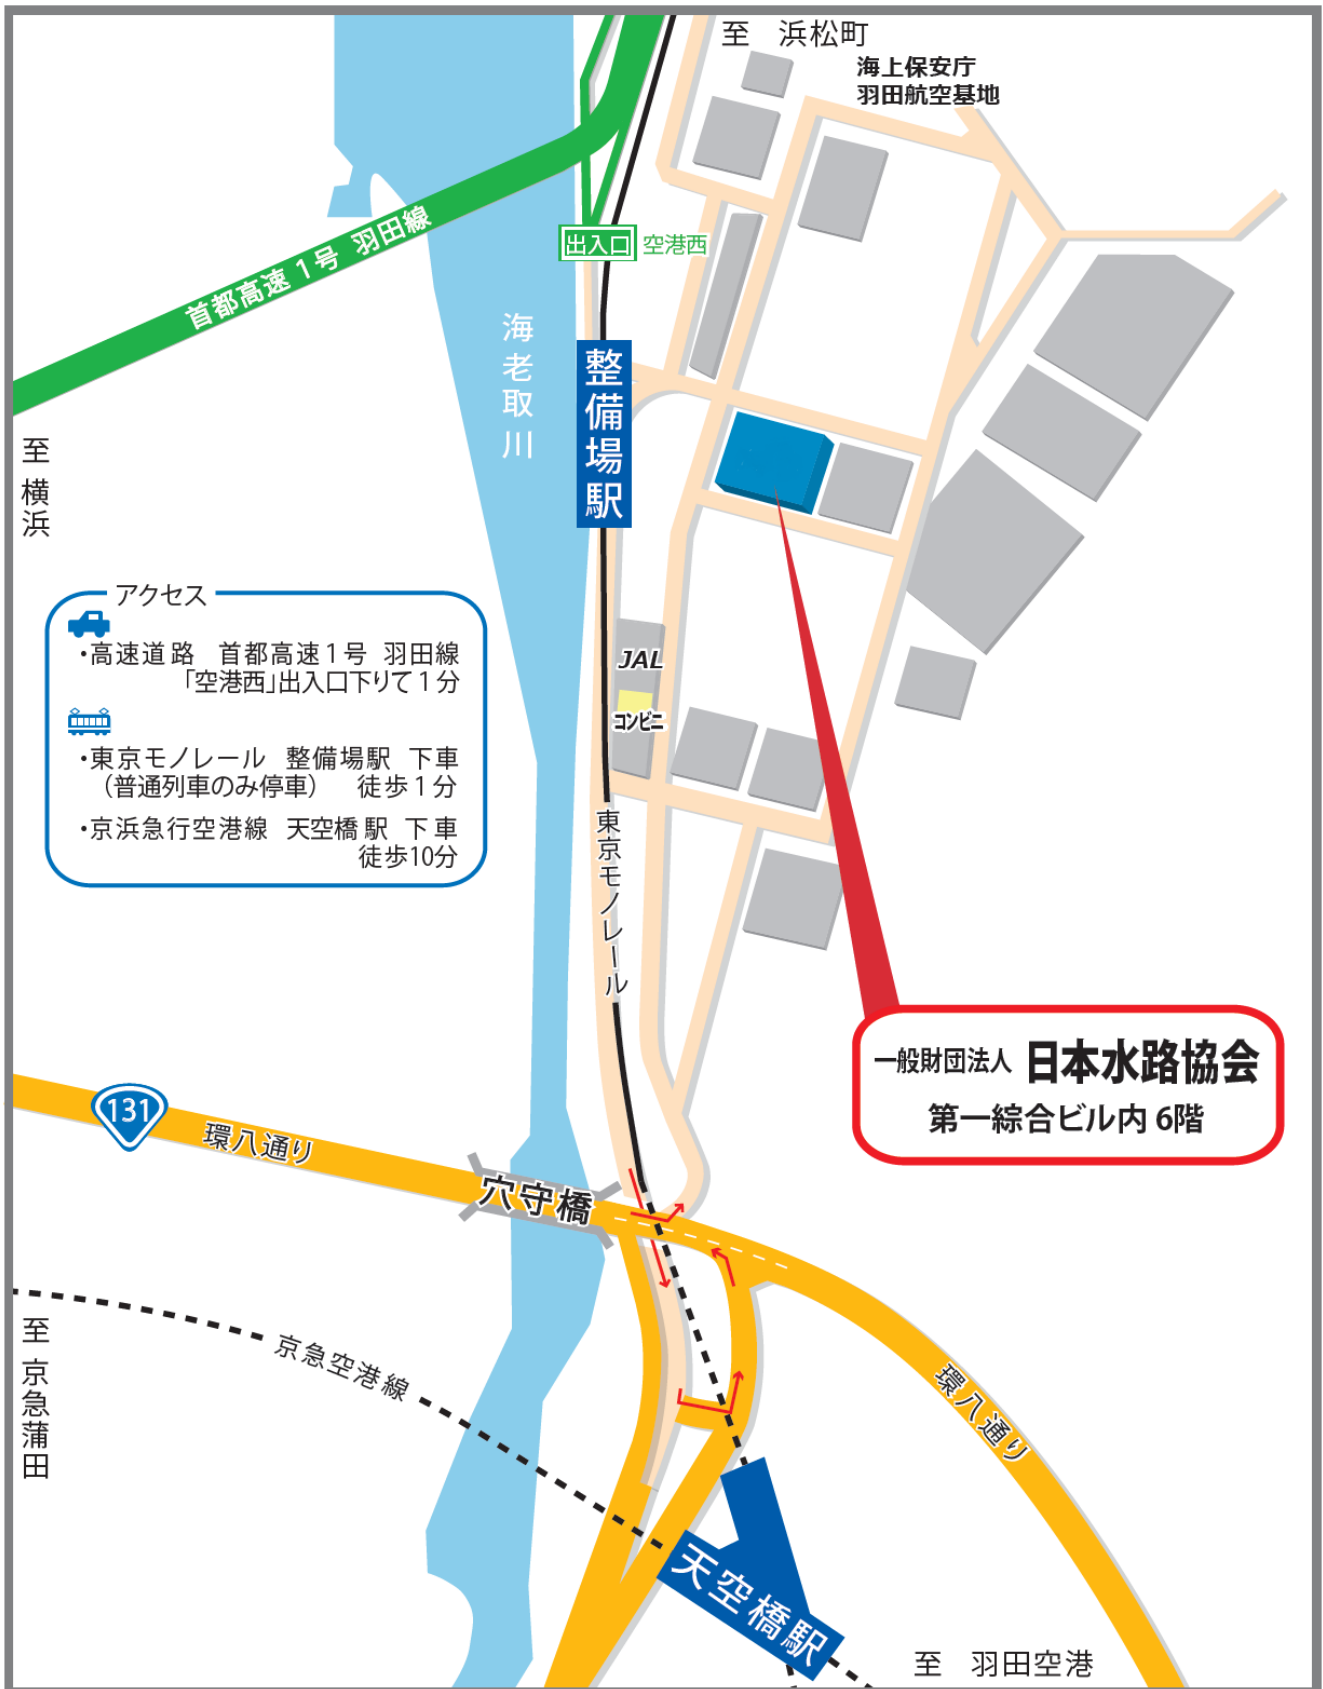 至 浜松町
海上保安庁
羽田航空基地
首都高速1号 羽田線
出入口
空港西
海老取川
整備場駅
至 横浜
アクセス
・高速道路 首都高速1号 羽田線
「空港西」出入口下りて1分
・東京モノレール 整備場駅 下車
(普通列車のみ停車) 徒歩1分
・京浜急行空港線 天空橋駅 下車
徒歩10分
JAL
コンビニ
東京モノレール
一般財団法人 日本水路協会
第一綜合ビル内 6階
131
環八通り
穴守橋
至 京急蒲田
京急空港線
環八通り
天空橋駅
至 羽田空港